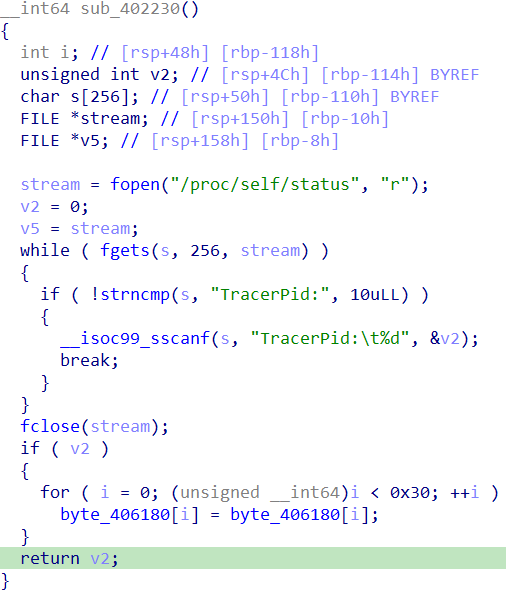 __int64 sub_402230()
{
  int i; // [rsp+48h] [rbp-118h]
  unsigned int v2; // [rsp+4Ch] [rbp-114h] BYREF
  char s[256]; // [rsp+50h] [rbp-110h] BYREF
  FILE *stream; // [rsp+150h] [rbp-10h]
  FILE *v5; // [rsp+158h] [rbp-8h]

  stream = fopen("/proc/self/status", "r");
  v2 = 0;
  v5 = stream;
  while ( fgets(s, 256, stream) )
  {
    if ( !strncmp(s, "TracerPid:", 10uLL) )
    {
      __isoc99_sscanf(s, "TracerPid:\t%d", &v2);
      break;
    }
  }
  fclose(stream);
  if ( v2 )
  {
    for ( i = 0; (unsigned __int64)i < 0x30; ++i )
      byte_406180[i] = byte_406180[i];
  }
  return v2;
}